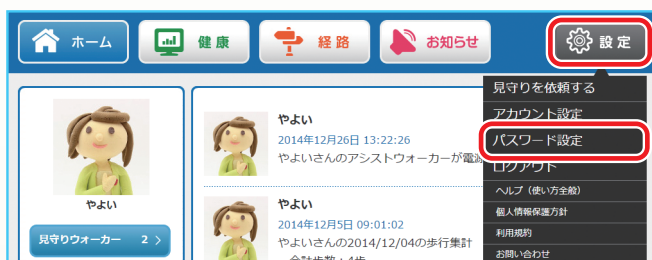 ホーム
健康
経路
お知らせ
設定
見守りを依頼する
アカウント設定
パスワード設定
ログアウト
ヘルプ（使い方全般）
個人情報保護方針
利用規約
お問い合わせ
やよい
見守りウォーカー 2 >
やよい
2014年12月26日 13:22:26
やよいさんのアシストウォーカーが電源
やよい
2014年12月5日 09:01:02
やよいさんの2014/12/04の歩行集計
合計歩数：4歩